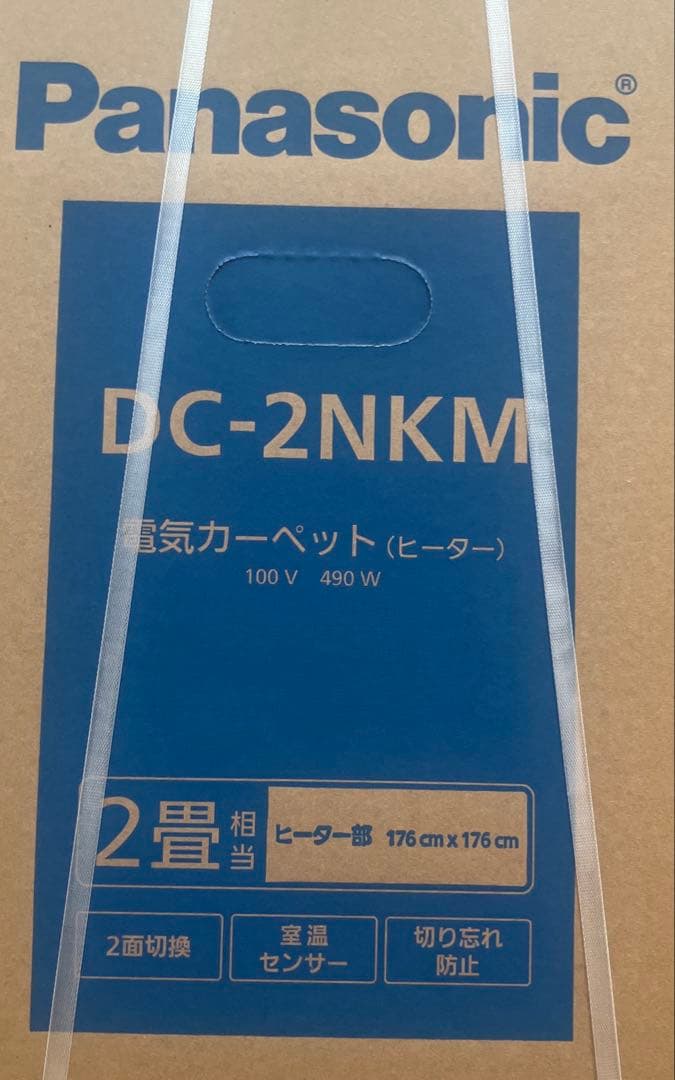 Panasonic®
DC-2NKM
電気カーペット(ヒーター)
100 V 490 W
2畳 相当
ヒーター部 176 cm x 176 cm
2面切換
室温
センサー
切り忘れ
防止